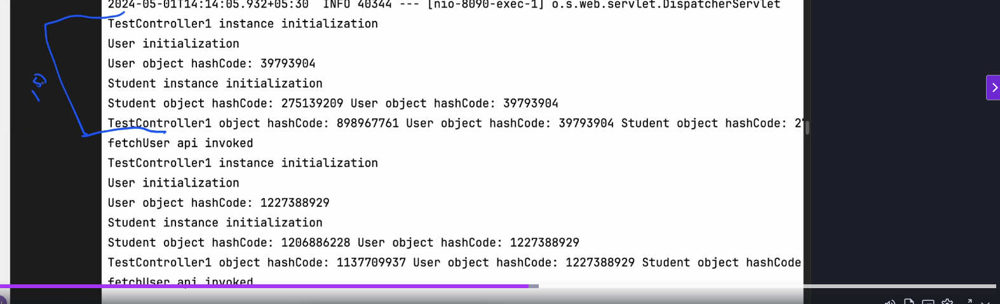 2024-05-01T14:14:05.932+05:30  INFO 40344 --- [nio-8090-exec-1] o.s.web.servlet.DispatcherServlet
TestController1 instance initialization
User initialization
User object hashCode: 39793904
Student instance initialization
Student object hashCode: 275139209 User object hashCode: 39793904
TestController1 object hashCode: 898967761 User object hashCode: 39793904 Student object hashCode: 2
fetchUser api invoked
TestController1 instance initialization
User initialization
User object hashCode: 1227388929
Student instance initialization
Student object hashCode: 1206886228 User object hashCode: 1227388929
TestController1 object hashCode: 1137709937 User object hashCode: 1227388929 Student object hashCode
fetchUser api invoked